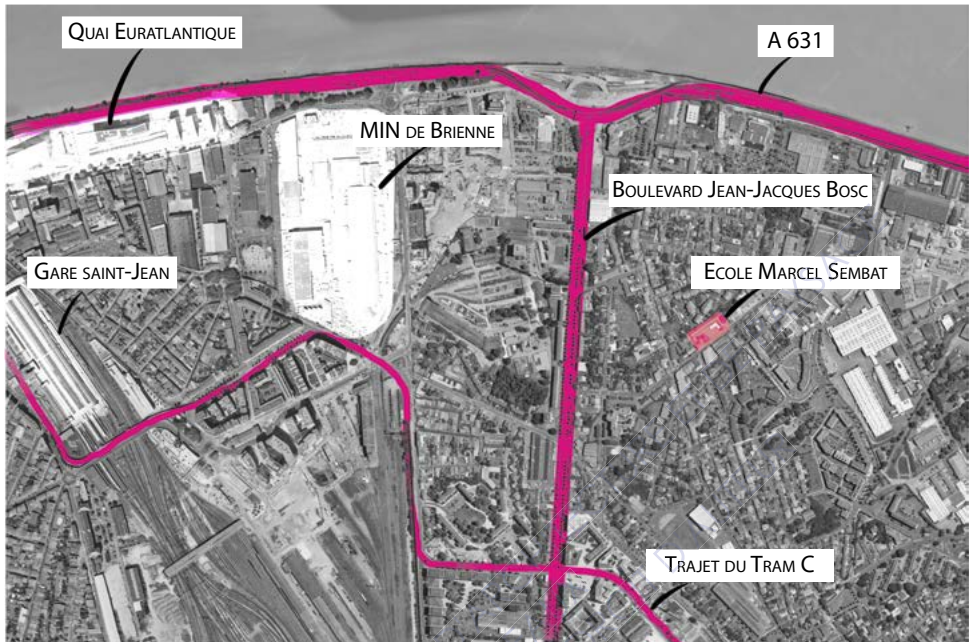 Quai Euratlantique
A 631
MIN de Brienne
Boulevard Jean-Jacques Bosc
Gare saint-Jean
Ecole Marcel Sembat
Trajet du Tram C